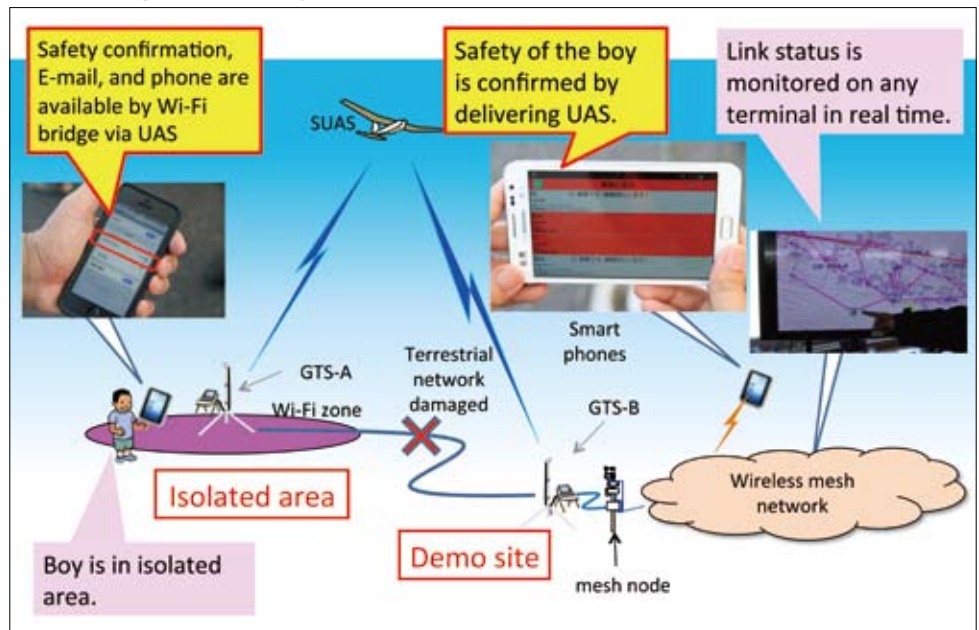 Safety confirmation,
E-mail, and phone are
available by Wi-Fi
bridge via UAS
SUAS
Safety of the boy
is confirmed by
delivering UAS.
Link status is
monitored on any
terminal in real time.
Smart
phones
GTS-A
Wi-Fi zone
Terrestrial
network
damaged
GTS-B
Isolated area
Wireless mesh
network
Demo site
mesh node
Boy is in isolated
area.